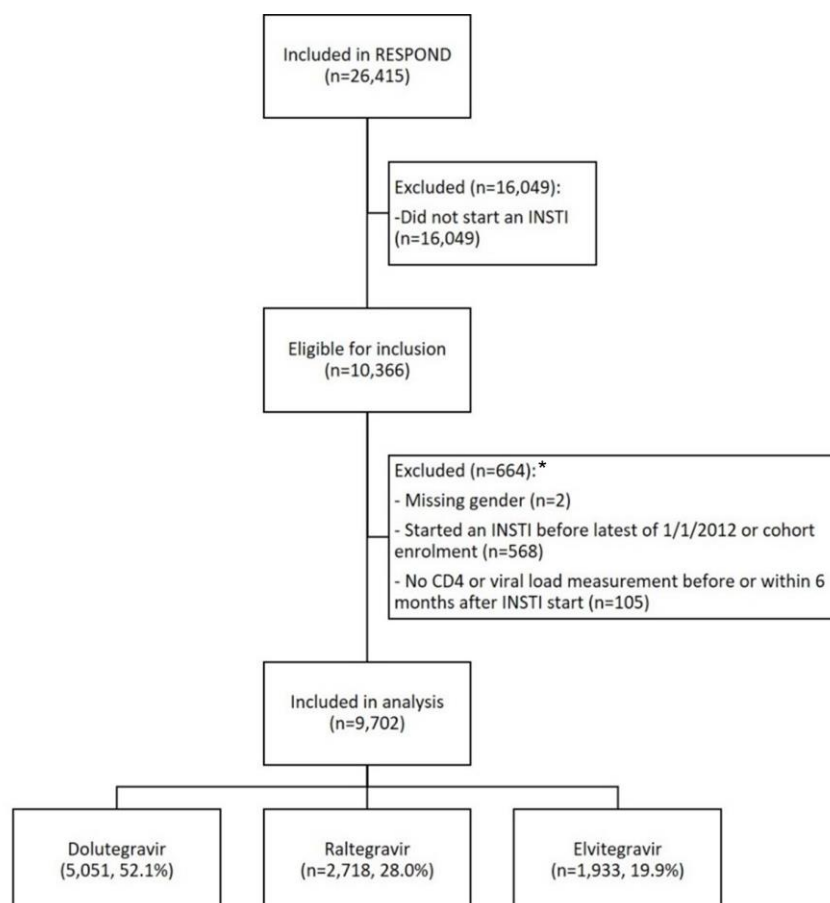 Included in RESPOND
(n=26,415)
Excluded (n=16,049):
-Did not start an INSTI
(n=16,049)
Eligible for inclusion
(n=10,366)
Excluded (n=664):*
- Missing gender (n=2)
- Started an INSTI before latest of 1/1/2012 or cohort
enrolment (n=568)
- No CD4 or viral load measurement before or within 6
months after INSTI start (n=105)
Included in analysis
(n=9,702)
Dolutegravir
(5,051, 52.1%)
Raltegravir
(n=2,718, 28.0%)
Elvitegravir
(n=1,933, 19.9%)